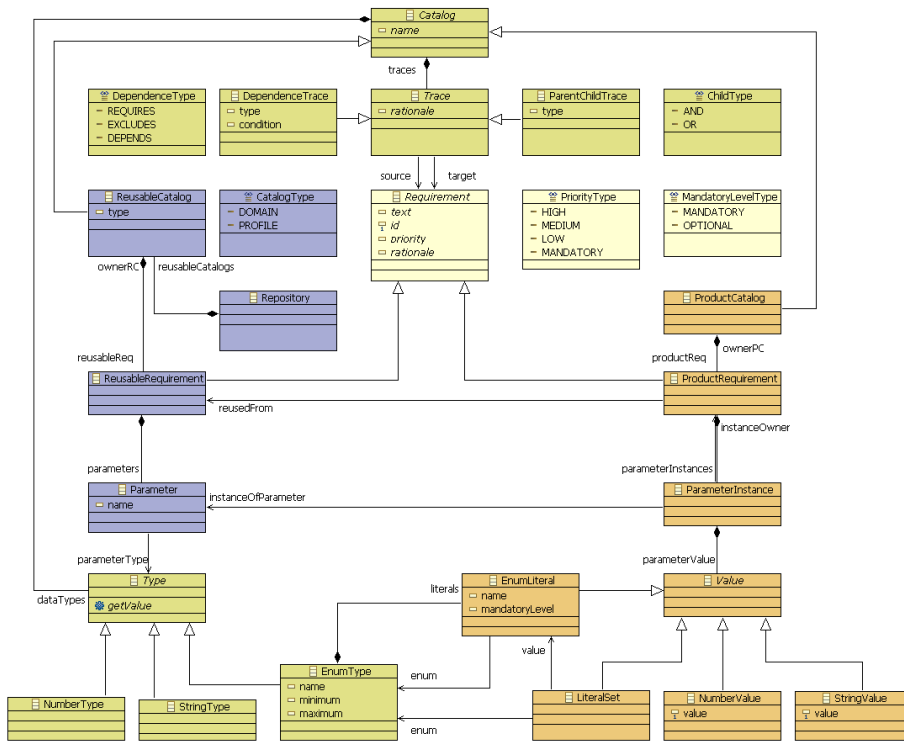 Catalog
name
traces
DependenceType
REQUIRES
EXCLUDES
DEPENDS
DependenceTrace
type
condition
Trace
rationale
ParentChildTrace
type
ChildType
AND
OR
source
target
ReusableCatalog
type
CatalogType
DOMAIN
PROFILE
Requirement
text
id
priority
rationale
PriorityType
HIGH
MEDIUM
LOW
MANDATORY
MandatoryLevelType
MANDATORY
OPTIONAL
ownerRC
reusableCatalogs
Repository
ProductCatalog
ownerPC
reusableReq
productReq
ReusableRequirement
ProductRequirement
reusedFrom
instanceOwner
parameters
parameterInstances
Parameter
name
instanceOfParameter
ParameterInstance
parameterType
parameterValue
Type
getValue
dataTypes
literals
EnumLiteral
name
mandatoryLevel
Value
value
EnumType
name
minimum
maximum
enum
enum
NumberType
StringType
LiteralSet
NumberValue
value
StringValue
value